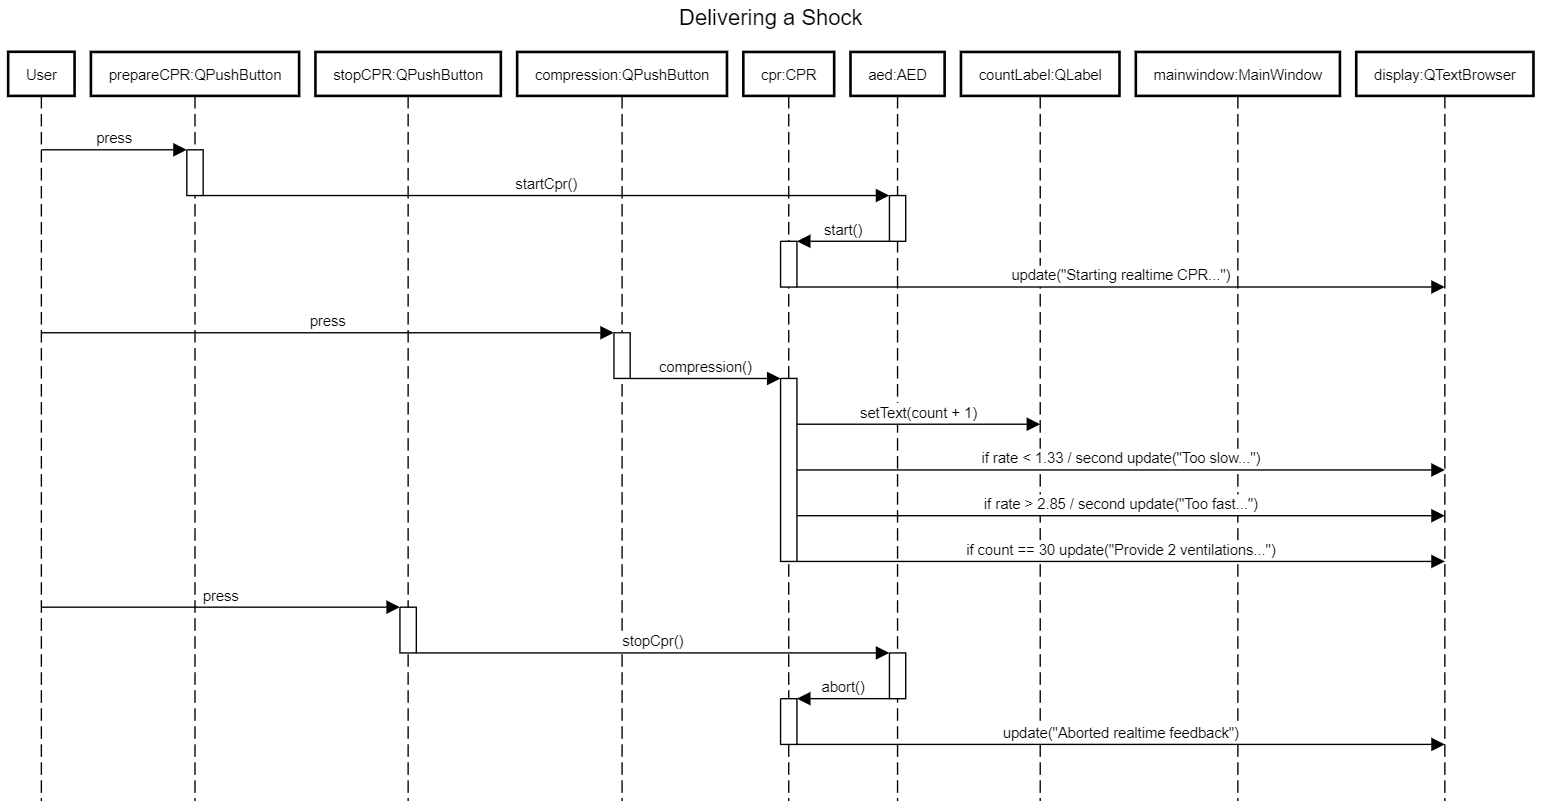 Delivering a Shock
User
prepareCPR:QPushButton
stopCPR:QPushButton
compression:QPushButton
cpr:CPR
aed:AED
countLabel:QLabel
mainwindow:MainWindow
display:QTextBrowser
press
startCpr()
start()
update("Starting realtime CPR...")
press
compression()
setText(count + 1)
if rate < 1.33 / second update("Too slow...")
if rate > 2.85 / second update("Too fast...")
if count == 30 update("Provide 2 ventilations...")
press
stopCpr()
abort()
update("Aborted realtime feedback")